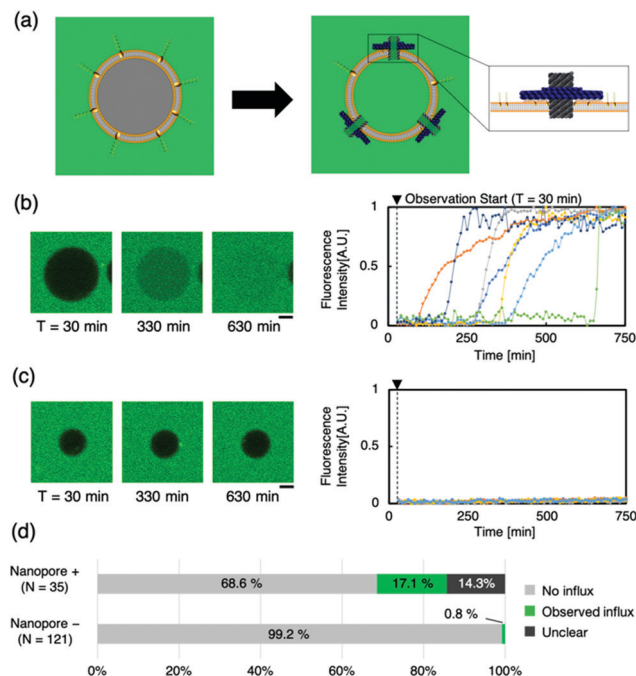 (a)
(b)
T = 30 min
330 min
630 min
Observation Start (T = 30 min)
Fluorescence
Intensity[A.U.]
1
0.5
0
0
250
500
750
Time [min]
(c)
T = 30 min
330 min
630 min
Fluorescence
Intensity[A.U.]
1
0.5
0
0
250
500
750
Time [min]
(d)
Nanopore +
(N = 35)
68.6 %
17.1 %
14.3%
Nanopore −
(N = 121)
99.2 %
0.8 %
No influx
Observed influx
Unclear
0%
20%
40%
60%
80%
100%